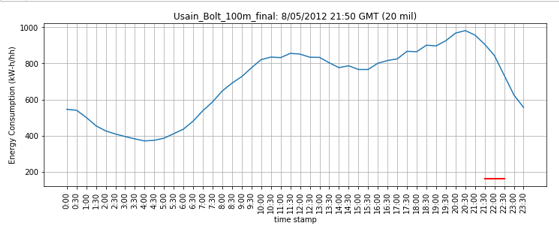 Usain_Bolt_100m_final: 8/05/2012 21:50 GMT (20 mil)
Energy Consumption (kW-h/hh)
1000
800
600
400
200
0:00 0:30 1:00 1:30 2:00 2:30 3:00 3:30 4:00 4:30 5:00 5:30 6:00 6:30 7:00 7:30 8:00 8:30 9:00 9:30 10:00 10:30 11:00 11:30 12:00 12:30 13:00 13:30 14:00 14:30 15:00 15:30 16:00 16:30 17:00 17:30 18:00 18:30 19:00 19:30 20:00 20:30 21:00 21:30 22:00 22:30 23:00 23:30
time stamp